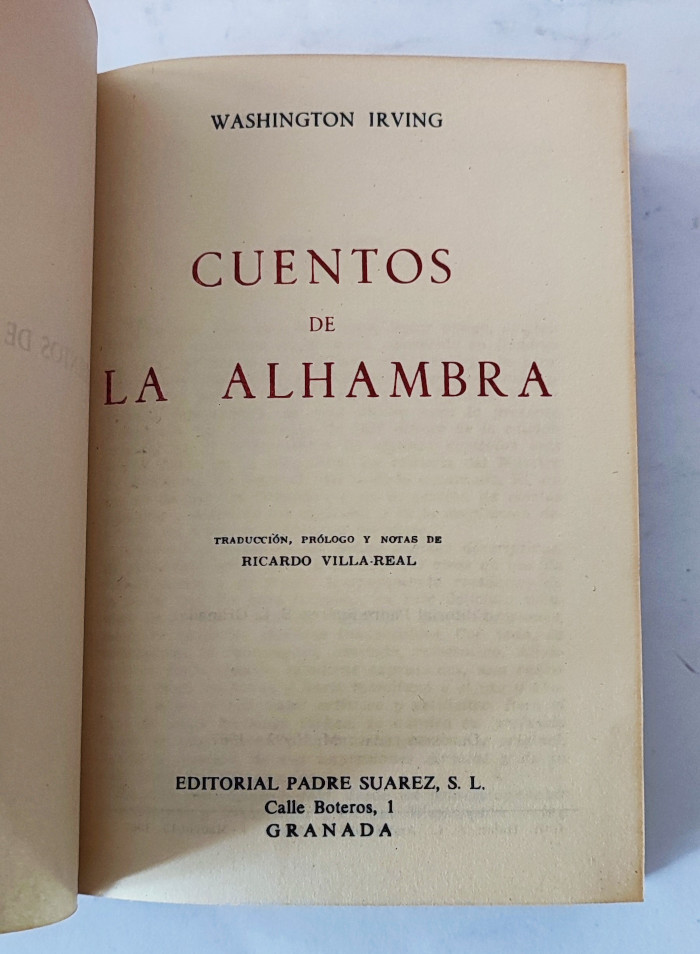 WASHINGTON IRVING
CUENTOS
DE
LA ALHAMBRA
TRADUCCIÓN, PRÓLOGO Y NOTAS DE
RICARDO VILLA-REAL
EDITORIAL PADRE SUAREZ, S. L.
Calle Boteros, 1
GRANADA